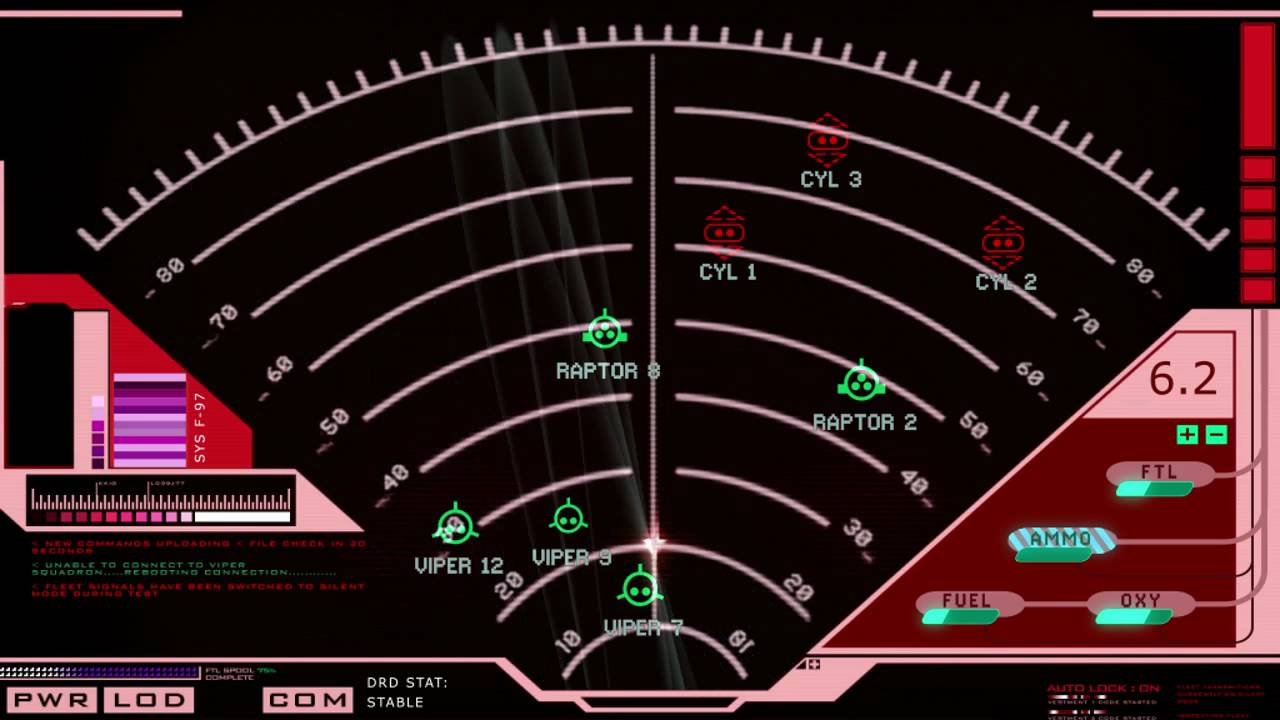 CYL 3
CYL 1
CYL 2
80
80
70
70
RAPTOR 8
60
60
RAPTOR 2
50
50
40
40
VIPER 12
VIPER 9
30
20
20
VIPER 7
10
10
SYS F-97
6.2
FTL
AMMO
FUEL
OXY
< NEW COMMANDS UPLOADING < FILE CHECK IN 20
SECONDS
< UNABLE TO CONNECT TO VIPER
SQUADRON.....REBOOTING CONNECTION............
< FLEET SIGNALS HAVE BEEN SWITCHED TO SILENT
MODE DURING TEST
FTL SPOOL 75%
COMPLETE
PWR
LOD
COM
DRD STAT:
STABLE
AUTO LOCK : ON